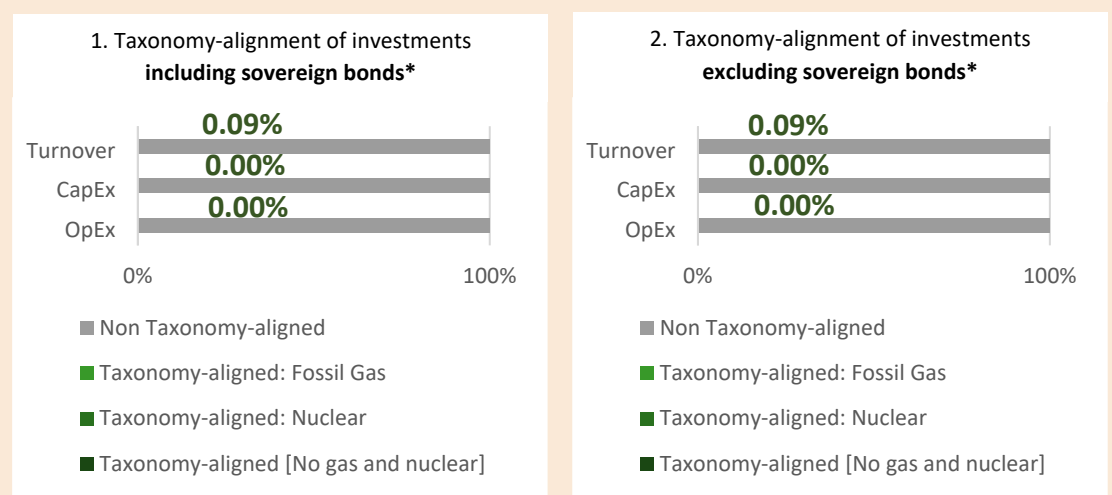 1. Taxonomy-alignment of investments
including sovereign bonds*
0.09%
Turnover
0.00%
CapEx
0.00%
OpEx
0%
100%
Non Taxonomy-aligned
Taxonomy-aligned: Fossil Gas
Taxonomy-aligned: Nuclear
Taxonomy-aligned [No gas and nuclear]
2. Taxonomy-alignment of investments
excluding sovereign bonds*
0.09%
Turnover
0.00%
CapEx
0.00%
OpEx
0%
100%
Non Taxonomy-aligned
Taxonomy-aligned: Fossil Gas
Taxonomy-aligned: Nuclear
Taxonomy-aligned [No gas and nuclear]